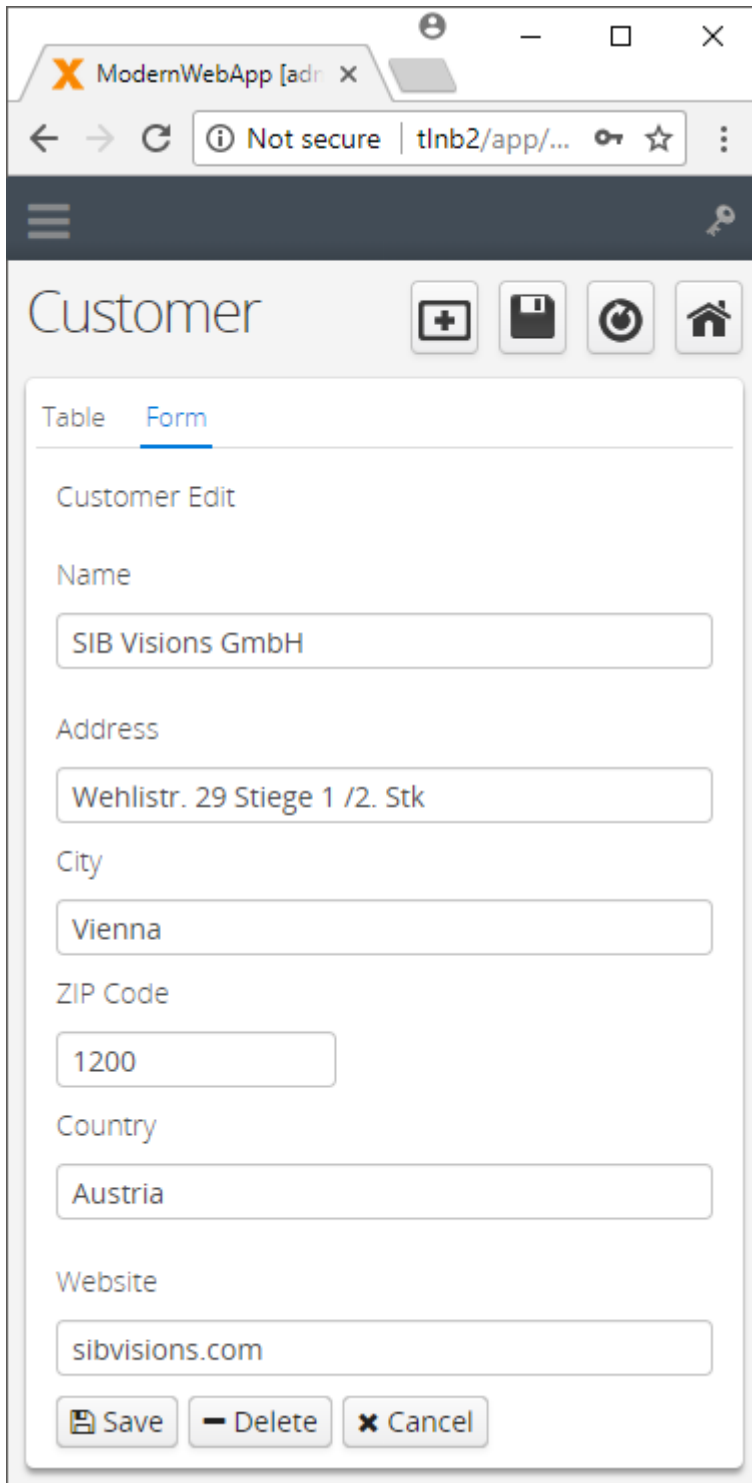 ModernWebApp [adn
Not secure | tlnb2/app/...
Customer
Table Form
Customer Edit
Name
SIB Visions GmbH
Address
Wehlistr. 29 Stiege 1 /2. Stk
City
Vienna
ZIP Code
1200
Country
Austria
Website
sibvisions.com
Save Delete Cancel